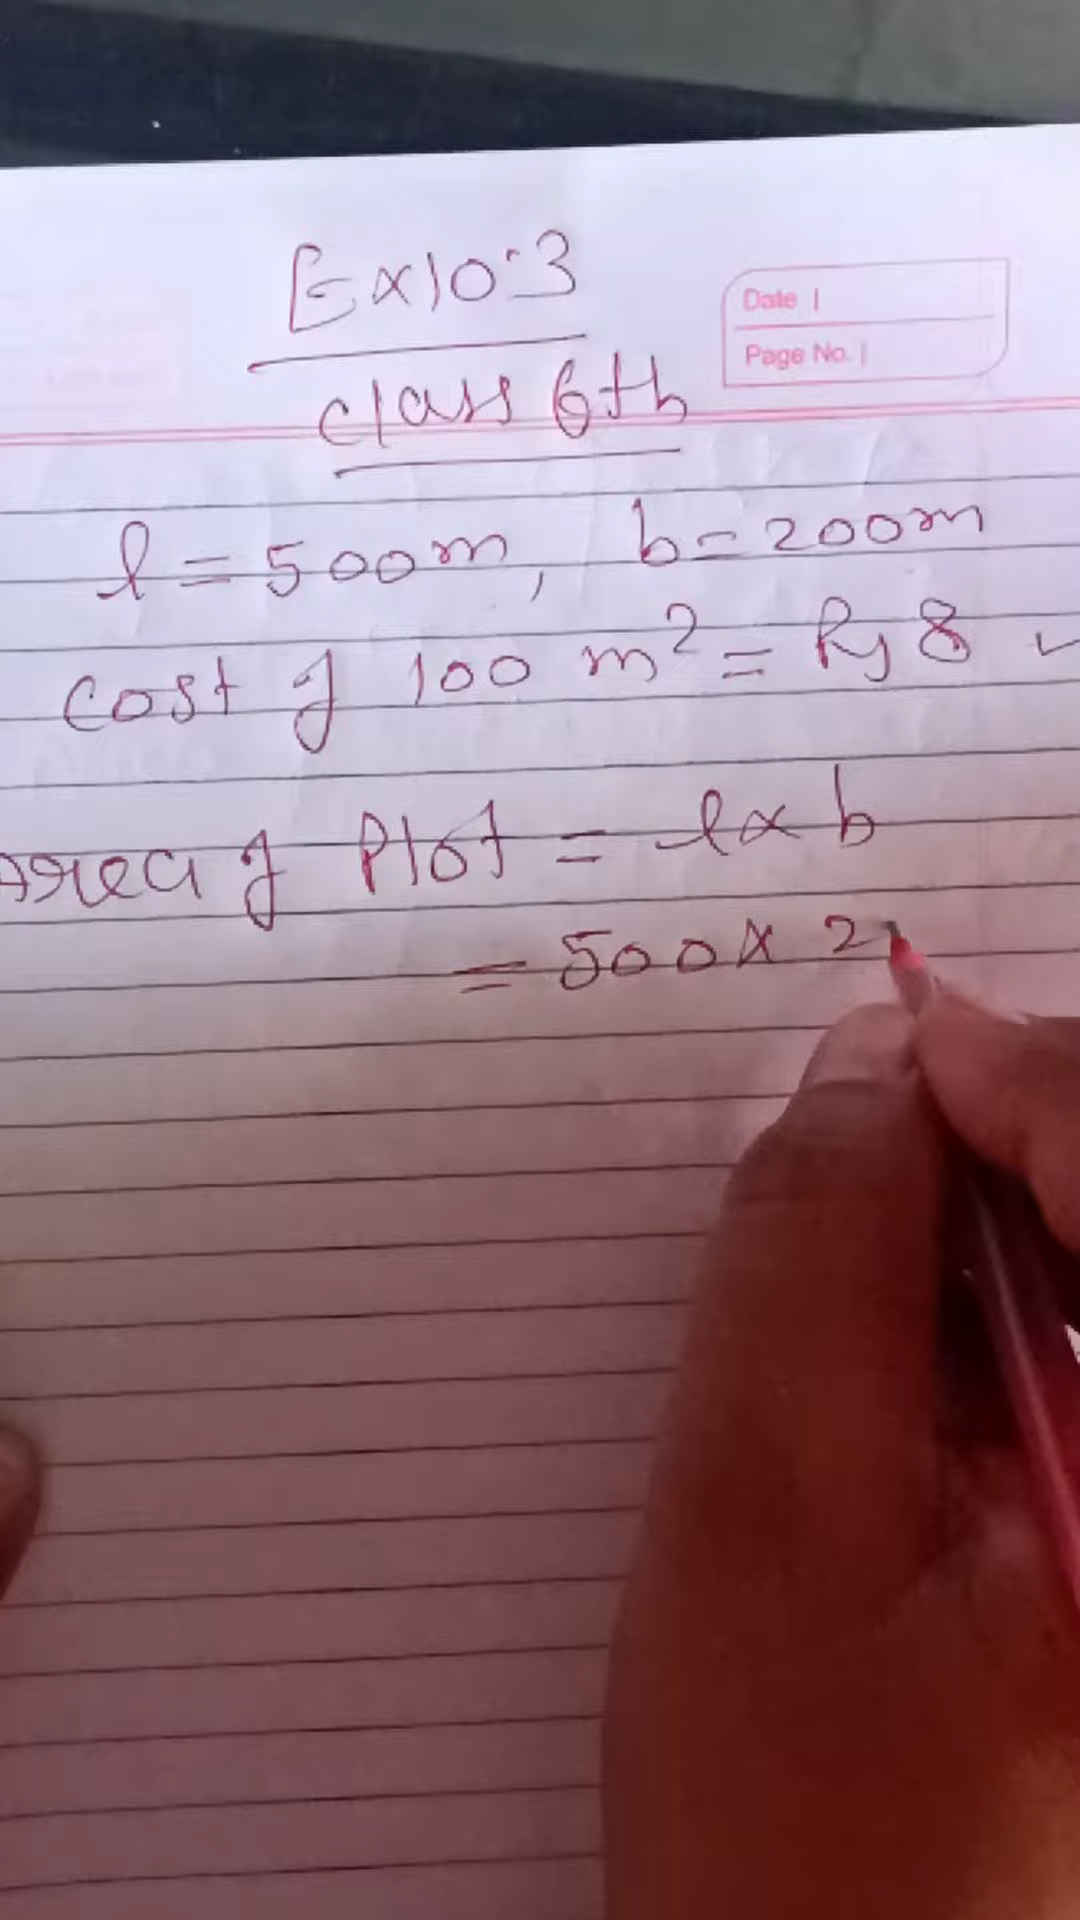 Ex 10.3
Date
Page No.
class 6th
l = 500m, b = 200m
cost of 100 m² = Rs 8
Area of Plot = l × b
= 500 × 2